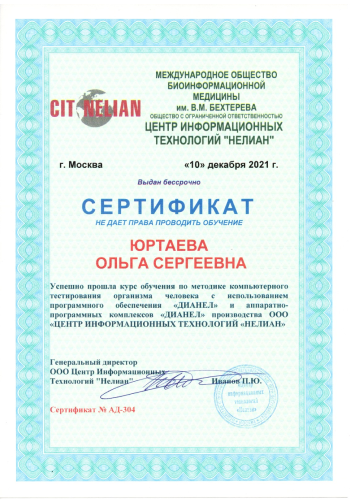 CIT NELIAN
МЕЖДУНАРОДНОЕ ОБЩЕСТВО
БИОИНФОРМАЦИОННОЙ
МЕДИЦИНЫ
им. В.М. БЕХТЕРЕВА
ОБЩЕСТВО С ОГРАНИЧЕННОЙ ОТВЕТСТВЕННОСТЬЮ
ЦЕНТР ИНФОРМАЦИОННЫХ
ТЕХНОЛОГИЙ "НЕЛИАН"
г. Москва «10» декабря 2021 г.
Выдан бессрочно
СЕРТИФИКАТ
НЕ ДАЕТ ПРАВА ПРОВОДИТЬ ОБУЧЕНИЕ
ЮРТАЕВА
ОЛЬГА СЕРГЕЕВНА
Успешно прошла курс обучения по методике компьютерного
тестирования организма человека с использованием
программного обеспечения «ДИАНЕЛ» и аппаратно-
программных комплексов «ДИАНЕЛ» производства ООО
«ЦЕНТР ИНФОРМАЦИОННЫХ ТЕХНОЛОГИЙ «НЕЛИАН»
Генеральный директор
ООО Центр Информационных
Технологий "Нелиан" Иванов П.Ю.
Сертификат № АД-304